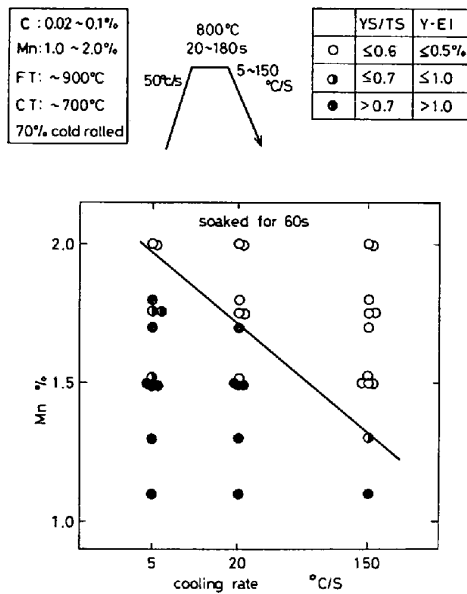 C : 0.02~0.1%
Mn: 1.0 ~ 2.0%
FT: ~900°C
CT: ~700°C
70% cold rolled
800°C
20~180s
50°C/s
5~150
°C/S
YS/TS Y-El
○ ≤0.6 ≤0.5%
◑ ≤0.7 ≤1.0
● >0.7 >1.0
soaked for 60s
2.0
1.5
1.0
Mn %
5 20 150
cooling rate °C/S